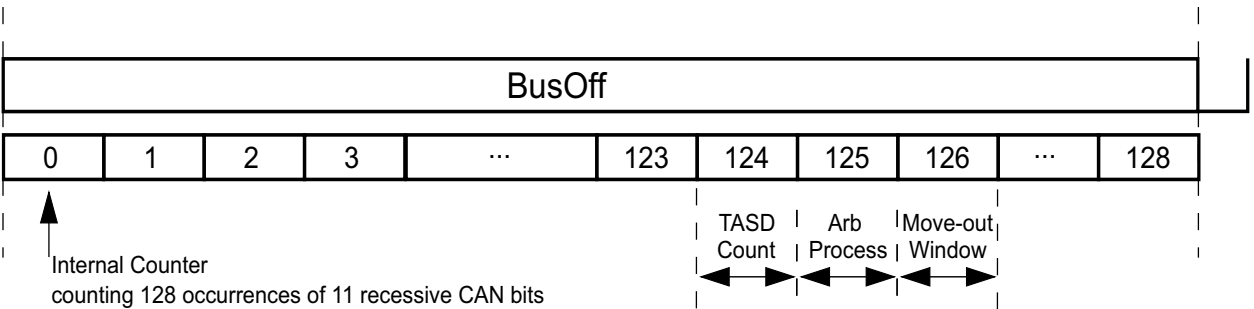 BusOff
0 1 2 3 ... 123 124 125 126 ... 128
TASD Arb Move-out
Count Process Window
Internal Counter
counting 128 occurrences of 11 recessive CAN bits